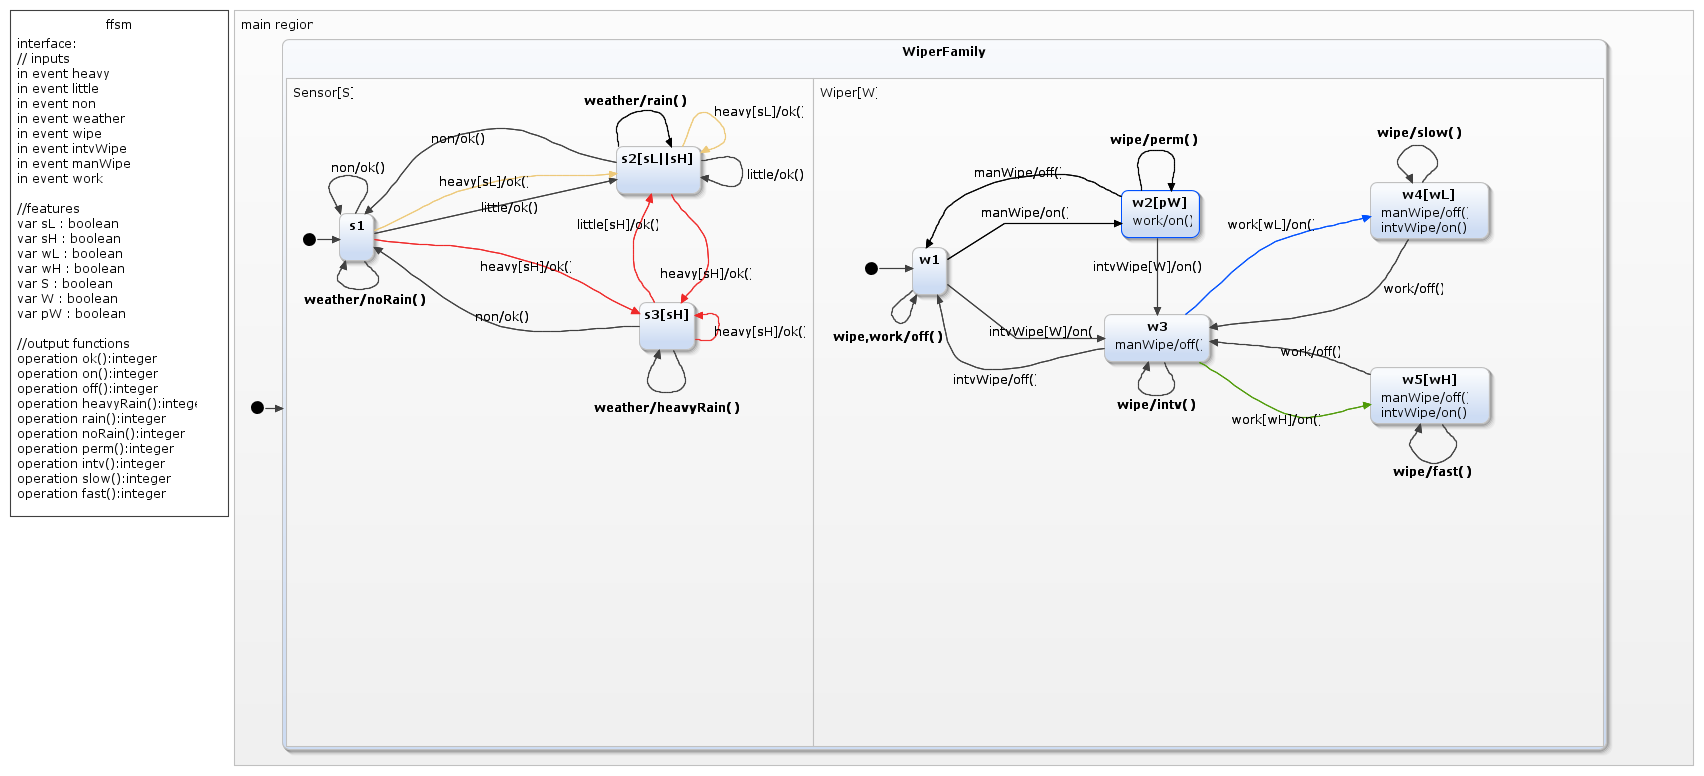 ffsm
interface:
// inputs
in event heavy
in event little
in event non
in event weather
in event wipe
in event intvWipe
in event manWipe
in event work
//features
var sL : boolean
var sH : boolean
var wL : boolean
var wH : boolean
var S : boolean
var W : boolean
var pW : boolean
//output functions
operation ok():integer
operation on():integer
operation off():integer
operation heavyRain():intege
operation rain():integer
operation noRain():integer
operation perm():integer
operation intv():integer
operation slow():integer
operation fast():integer
main region
WiperFamily
Sensor[S]
weather/rain()
heavy[sL]/ok()
non/ok()
s2[sL||sH]
non/ok()
little/ok()
heavy[sL]/ok()
little/ok()
s1
little[sH]/ok()
heavy[sH]/ok()
heavy[sH]/ok()
weather/noRain()
non/ok()
s3[sH]
heavy[sH]/ok()
weather/heavyRain()
Wiper[W]
wipe/perm()
wipe/slow()
manWipe/off()
w2[pW]
work/on()
manWipe/on()
w4[wL]
manWipe/off()
intvWipe/on()
work[wL]/on()
w1
intvWipe[W]/on()
work/off()
wipe,work/off()
intvWipe[W]/on(
w3
manWipe/off()
work/off()
intvWipe/off()
w5[wH]
manWipe/off()
intvWipe/on()
wipe/intv()
work[wH]/on()
wipe/fast()